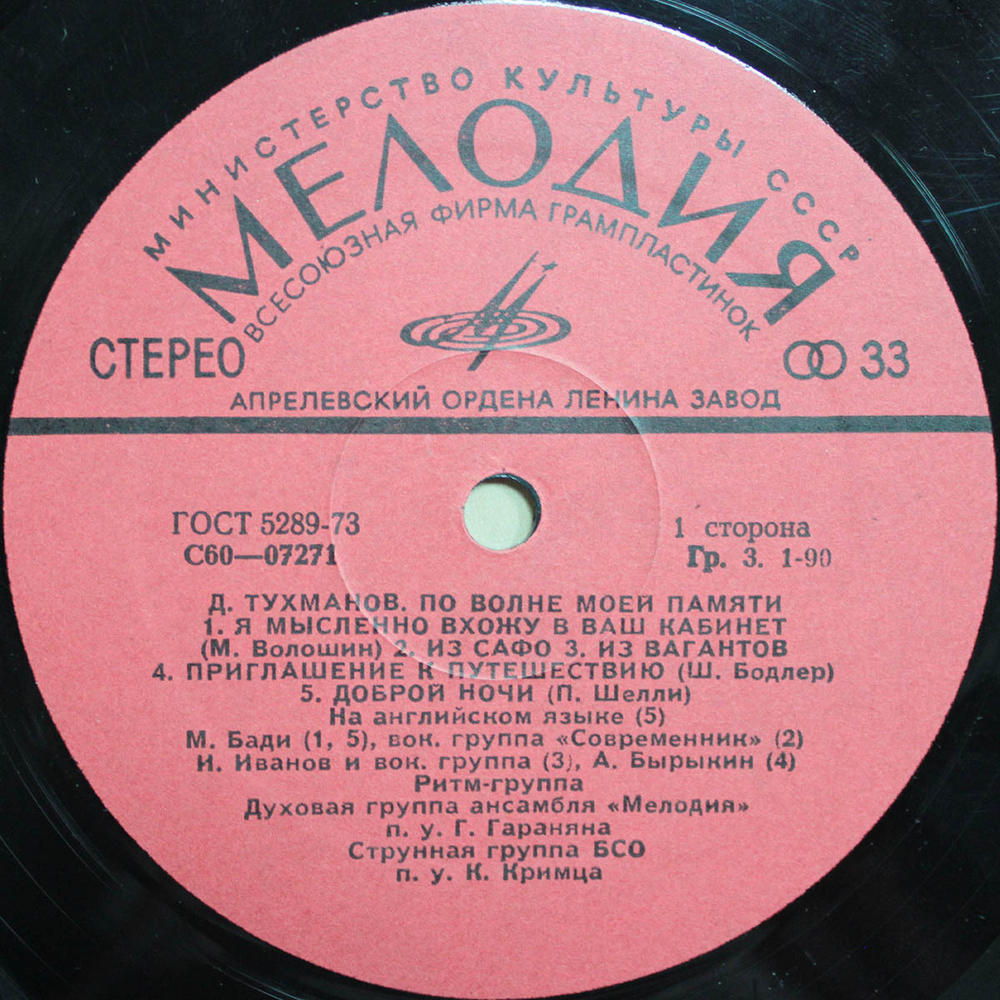 МИНИСТЕРСТВО КУЛЬТУРЫ СССР
МЕЛОДИЯ
ВСЕСОЮЗНАЯ ФИРМА ГРАМПЛАСТИНОК
СТЕРЕО
33
АПРЕЛЕВСКИЙ ОРДЕНА ЛЕНИНА ЗАВОД
ГОСТ 5289-73
С60—07271
1 сторона
Гр. 3. 1-90
Д. ТУХМАНОВ. ПО ВОЛНЕ МОЕЙ ПАМЯТИ
1. Я МЫСЛЕННО ВХОЖУ В ВАШ КАБИНЕТ
(М. Волошин) 2. ИЗ САФО 3. ИЗ ВАГАНТОВ
4. ПРИГЛАШЕНИЕ К ПУТЕШЕСТВИЮ (Ш. Бодлер)
5. ДОБРОЙ НОЧИ (П. Шелли)
На английском языке (5)
М. Бади (1, 5), вок. группа «Современник» (2)
И. Иванов и вок. группа (3), А. Бырыкин (4)
Ритм-группа
Духовая группа ансамбля «Мелодия»
п. у. Г. Гараняна
Струнная группа БСО
п. у. К. Кримца